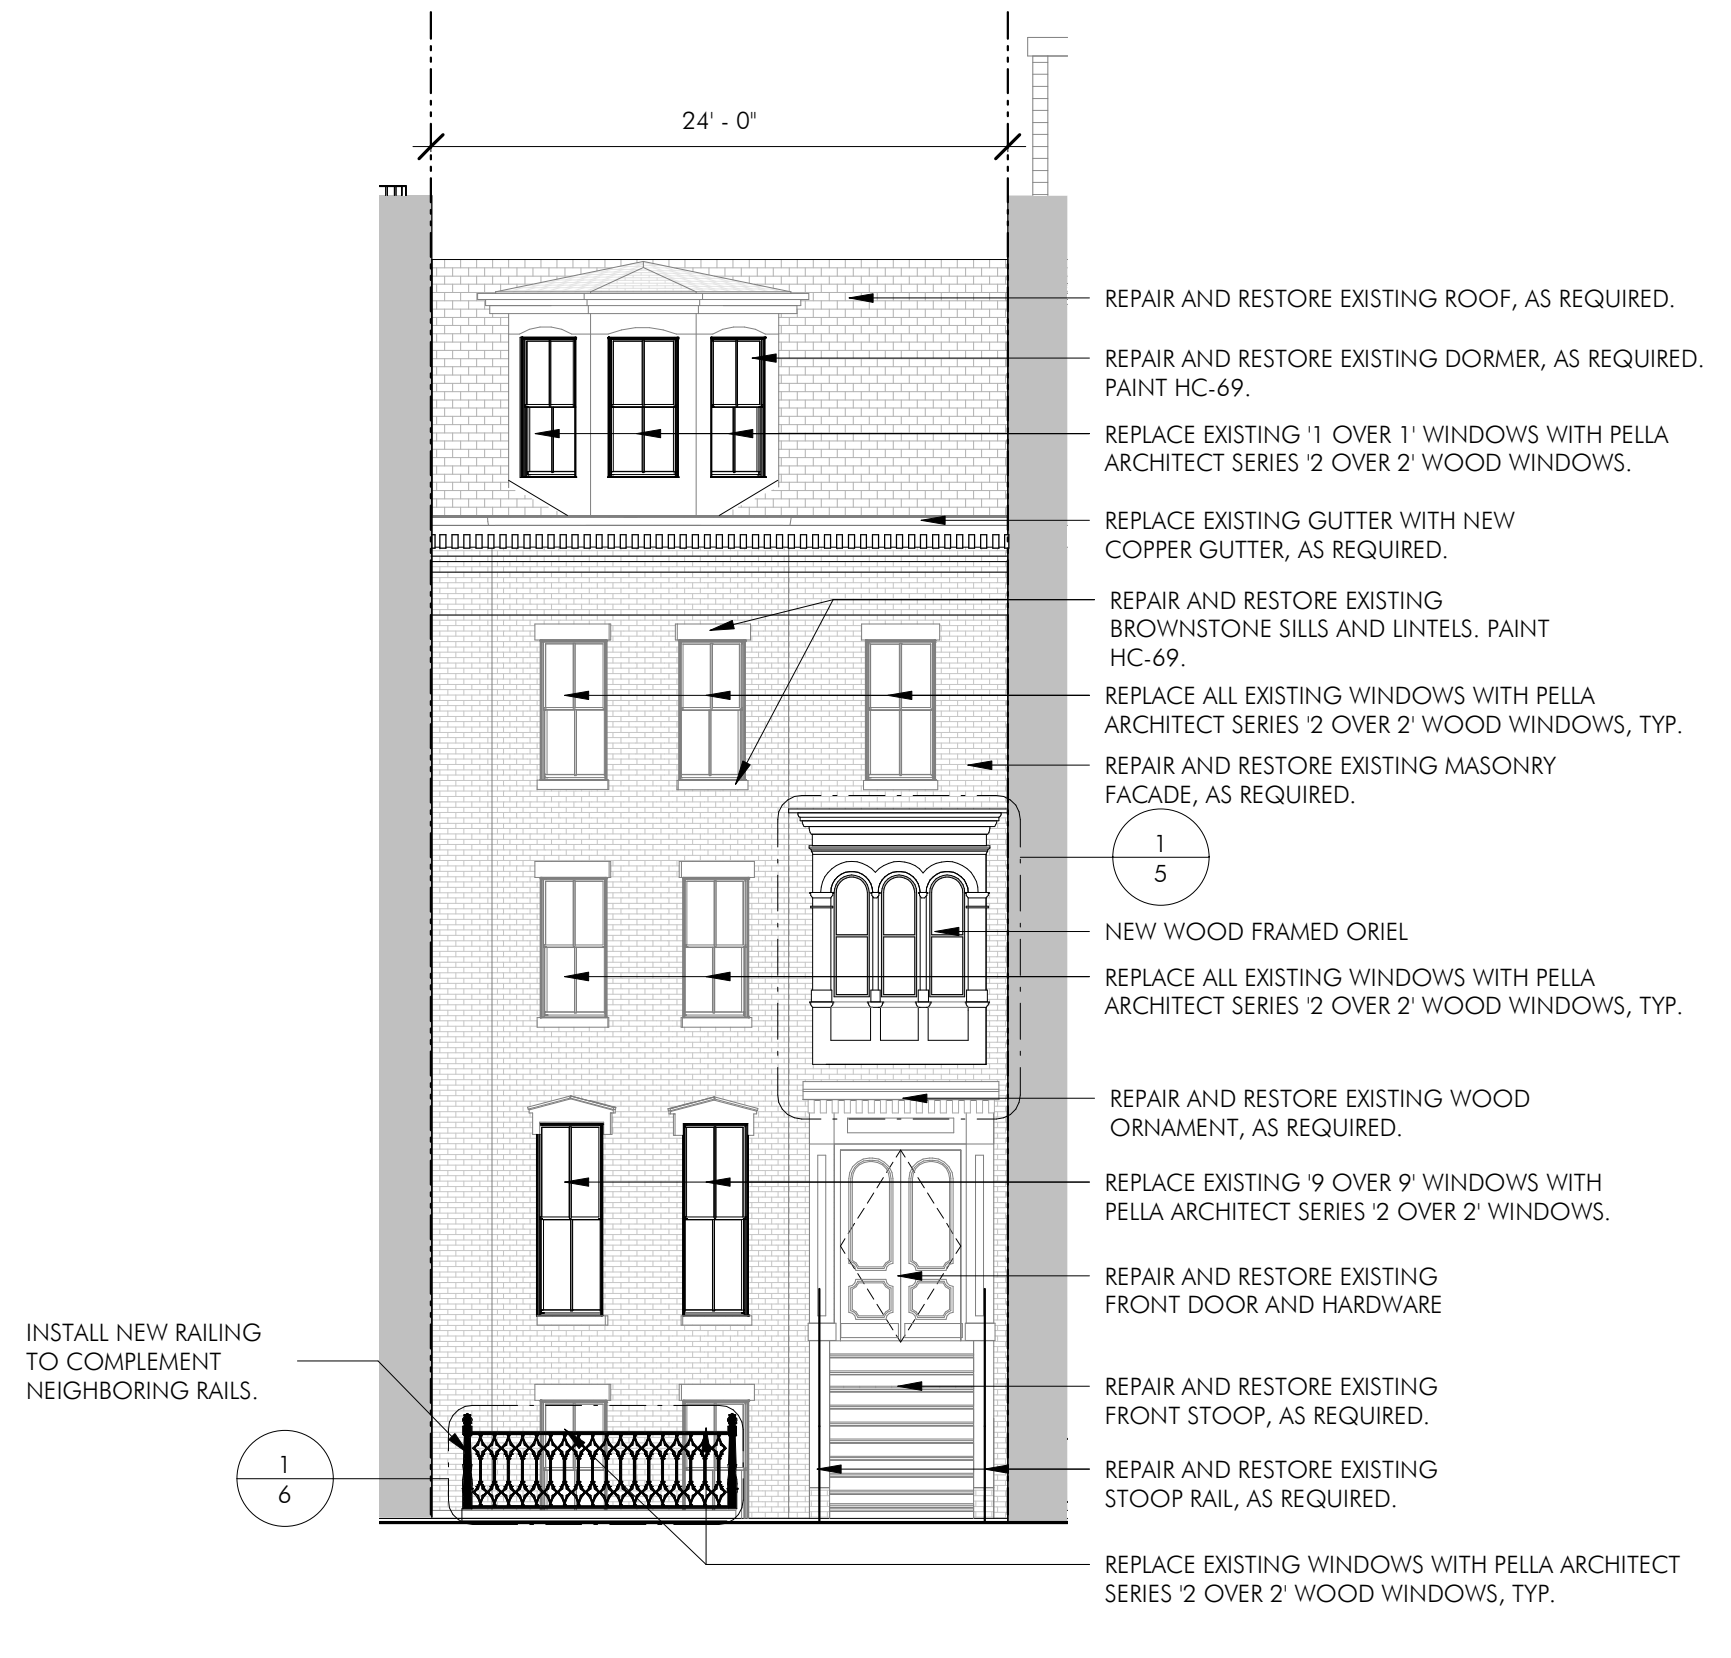 24' - 0"
REPAIR AND RESTORE EXISTING ROOF, AS REQUIRED.
REPAIR AND RESTORE EXISTING DORMER, AS REQUIRED.
PAINT HC-69.
REPLACE EXISTING '1 OVER 1' WINDOWS WITH PELLA
ARCHITECT SERIES '2 OVER 2' WOOD WINDOWS.
REPLACE EXISTING GUTTER WITH NEW
COPPER GUTTER, AS REQUIRED.
REPAIR AND RESTORE EXISTING
BROWNSTONE SILLS AND LINTELS. PAINT
HC-69.
REPLACE ALL EXISTING WINDOWS WITH PELLA
ARCHITECT SERIES '2 OVER 2' WOOD WINDOWS, TYP.
REPAIR AND RESTORE EXISTING MASONRY
FACADE, AS REQUIRED.
1
5
NEW WOOD FRAMED ORIEL
REPLACE ALL EXISTING WINDOWS WITH PELLA
ARCHITECT SERIES '2 OVER 2' WOOD WINDOWS, TYP.
REPAIR AND RESTORE EXISTING WOOD
ORNAMENT, AS REQUIRED.
REPLACE EXISTING '9 OVER 9' WINDOWS WITH
PELLA ARCHITECT SERIES '2 OVER 2' WINDOWS.
REPAIR AND RESTORE EXISTING
FRONT DOOR AND HARDWARE
INSTALL NEW RAILING
TO COMPLEMENT
NEIGHBORING RAILS.
REPAIR AND RESTORE EXISTING
FRONT STOOP, AS REQUIRED.
1
6
REPAIR AND RESTORE EXISTING
STOOP RAIL, AS REQUIRED.
REPLACE EXISTING WINDOWS WITH PELLA ARCHITECT
SERIES '2 OVER 2' WOOD WINDOWS, TYP.